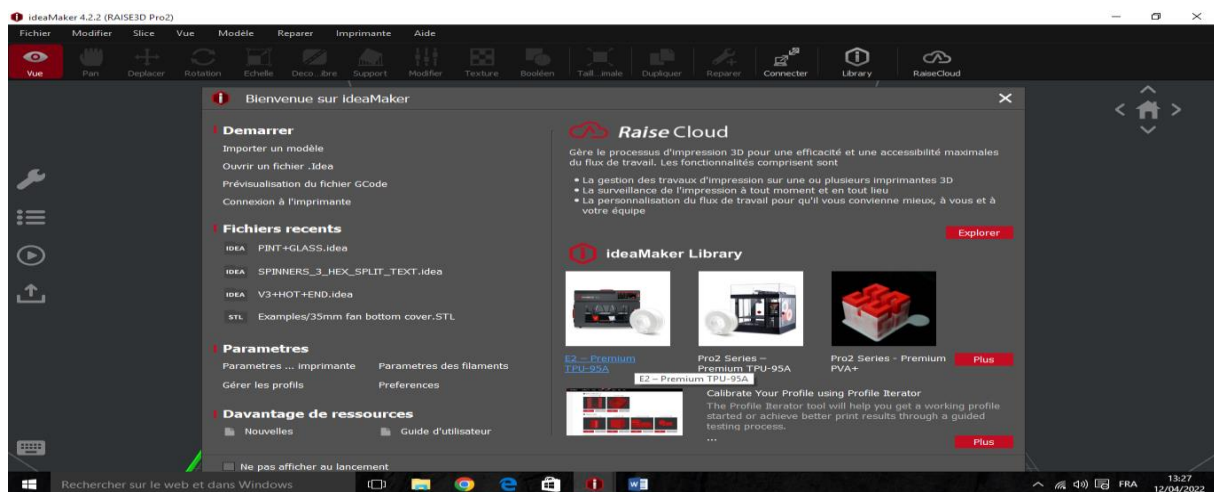 ideaMaker 4.2.2 (RAISE3D Pro2)
Fichier Modifier Slice Vue Modèle Reparer Imprimante Aide
Vue Pan Deplacer Rotation Echelle Deco...ibre Support Modifier Texture Booléen Taill...imale Dupliquer Reparer Connecter Library RaiseCloud
Bienvenue sur ideaMaker
Demarrer
Importer un modèle
Ouvrir un fichier .Idea
Prévisualisation du fichier GCode
Connexion à l'imprimante
Fichiers recents
IDEA PINT+GLASS.idea
IDEA SPINNERS_3_HEX_SPLIT_TEXT.idea
IDEA V3+HOT+END.idea
STL Examples/35mm fan bottom cover.STL
Parametres
Parametres ... imprimante Parametres des filaments
Gérer les profils Preferences
Davantage de ressources
Nouvelles Guide d'utilisateur
Ne pas afficher au lancement
RaiseCloud
Gère le processus d'impression 3D pour une efficacité et une accessibilité maximales
du flux de travail. Les fonctionnalités comprisent sont
• La gestion des travaux d'impression sur une ou plusieurs imprimantes 3D
• La surveillance de l'impression à tout moment et en tout lieu
• La personnalisation du flux de travail pour qu'il vous convienne mieux, à vous et à
votre équipe
Explorer
ideaMaker Library
E2 – Premium
TPU-95A
Pro2 Series –
Premium TPU-95A
Pro2 Series - Premium
PVA+
Plus
E2 – Premium TPU-95A
Calibrate Your Profile using Profile Iterator
The Profile Iterator tool will help you get a working profile
started or achieve better print results through a guided
testing process.
...
Plus
Rechercher sur le web et dans Windows
FRA
13:27
12/04/2022